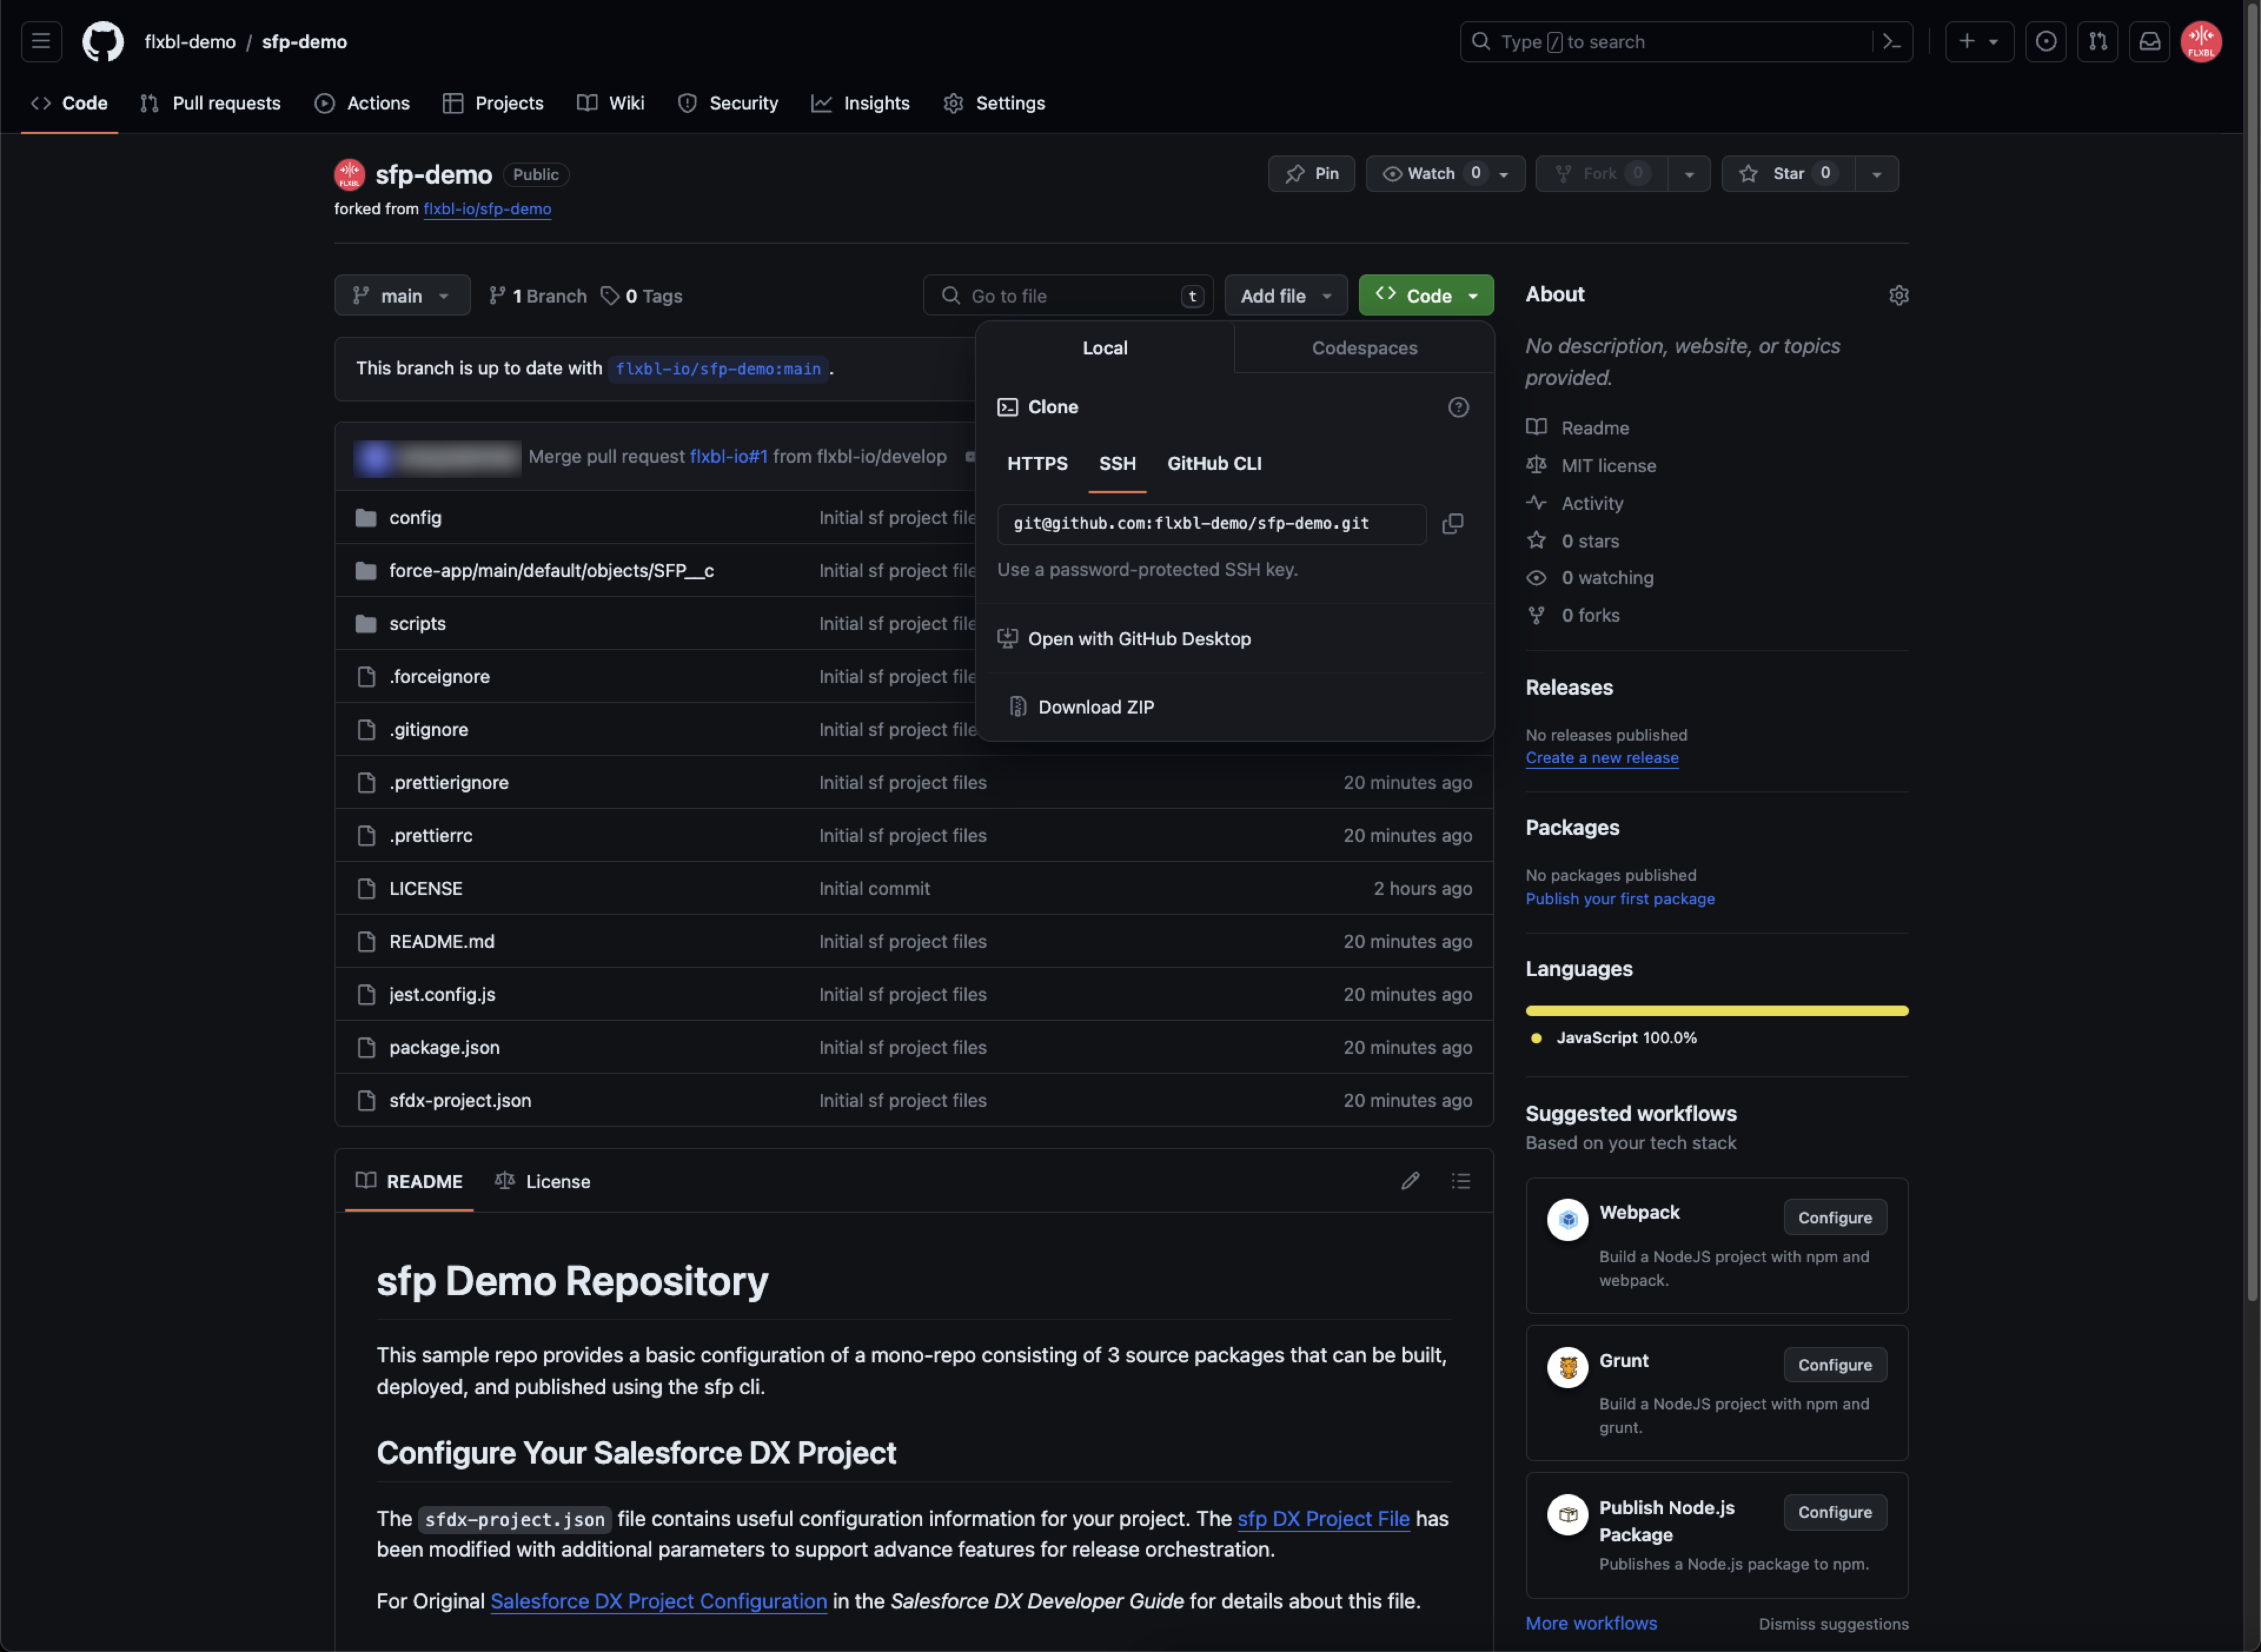 flxbl-demo / sfp-demo
Type / to search
FLXBL
Code
Pull requests
Actions
Projects
Wiki
Security
Insights
Settings
FLXBL
sfp-demo Public
Pin
Watch 0
Fork 0
Star 0
forked from flxbl-io/sfp-demo
main
1 Branch
0 Tags
Go to file t
Add file
Code
This branch is up to date with flxbl-io/sfp-demo:main .
Local
Codespaces
Clone
HTTPS
SSH
GitHub CLI
git@github.com:flxbl-demo/sfp-demo.git
Use a password-protected SSH key.
Open with GitHub Desktop
Download ZIP
Merge pull request flxbl-io#1 from flxbl-io/develop
config Initial sf project file
force-app/main/default/objects/SFP__c Initial sf project file
scripts Initial sf project file
.forceignore Initial sf project file
.gitignore Initial sf project file
.prettierignore Initial sf project files 20 minutes ago
.prettierrc Initial sf project files 20 minutes ago
LICENSE Initial commit 2 hours ago
README.md Initial sf project files 20 minutes ago
jest.config.js Initial sf project files 20 minutes ago
package.json Initial sf project files 20 minutes ago
sfdx-project.json Initial sf project files 20 minutes ago
README
License
sfp Demo Repository
This sample repo provides a basic configuration of a mono-repo consisting of 3 source packages that can be built,
deployed, and published using the sfp cli.
Configure Your Salesforce DX Project
The sfdx-project.json file contains useful configuration information for your project. The sfp DX Project File has
been modified with additional parameters to support advance features for release orchestration.
For Original Salesforce DX Project Configuration in the Salesforce DX Developer Guide for details about this file.
About
No description, website, or topics
provided.
Readme
MIT license
Activity
0 stars
0 watching
0 forks
Releases
No releases published
Create a new release
Packages
No packages published
Publish your first package
Languages
JavaScript 100.0%
Suggested workflows
Based on your tech stack
Webpack
Configure
Build a NodeJS project with npm and
webpack.
Grunt
Configure
Build a NodeJS project with npm and
grunt.
Publish Node.js
Package
Configure
Publishes a Node.js package to npm.
More workflows
Dismiss suggestions